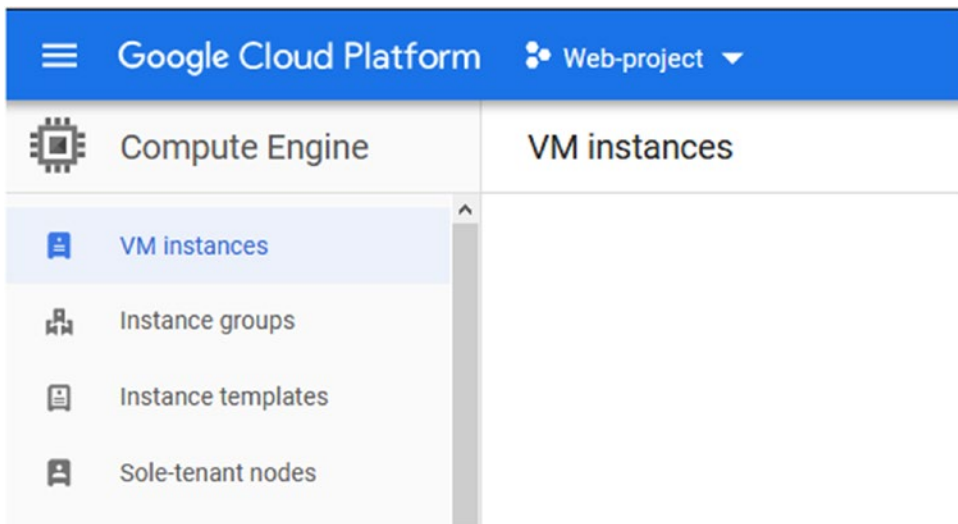 Google Cloud Platform Web-project
Compute Engine
VM instances
VM instances
Instance groups
Instance templates
Sole-tenant nodes